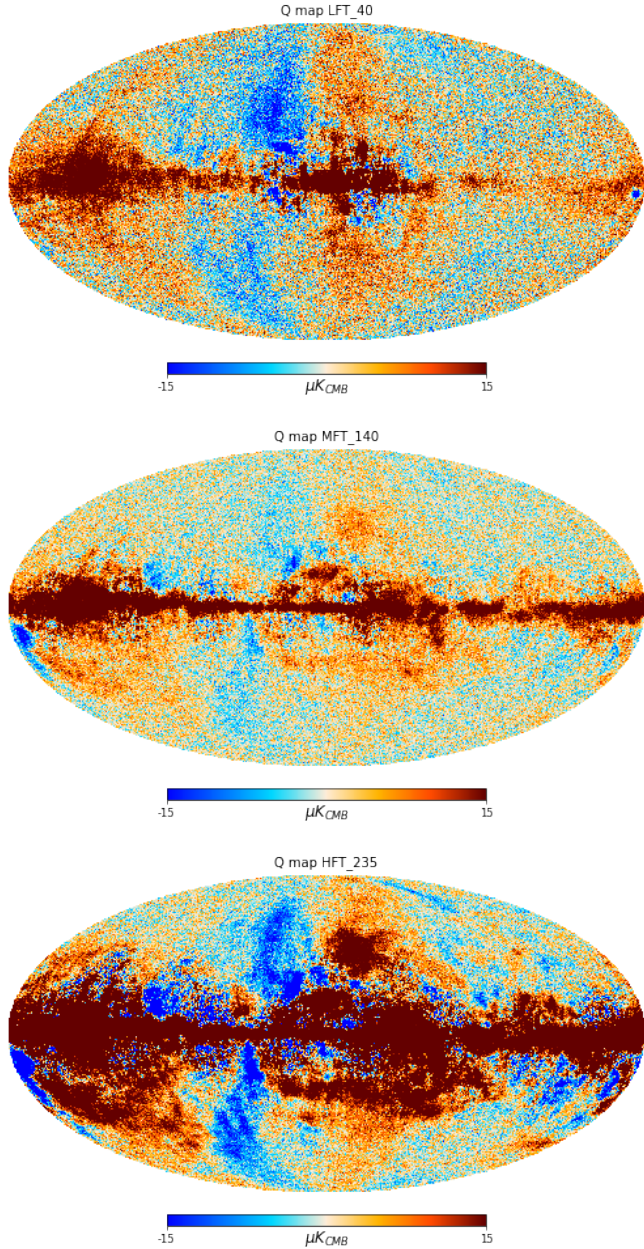 Q map LFT_40
-15 15
μK_CMB
Q map MFT_140
-15 15
μK_CMB
Q map HFT_235
-15 15
μK_CMB